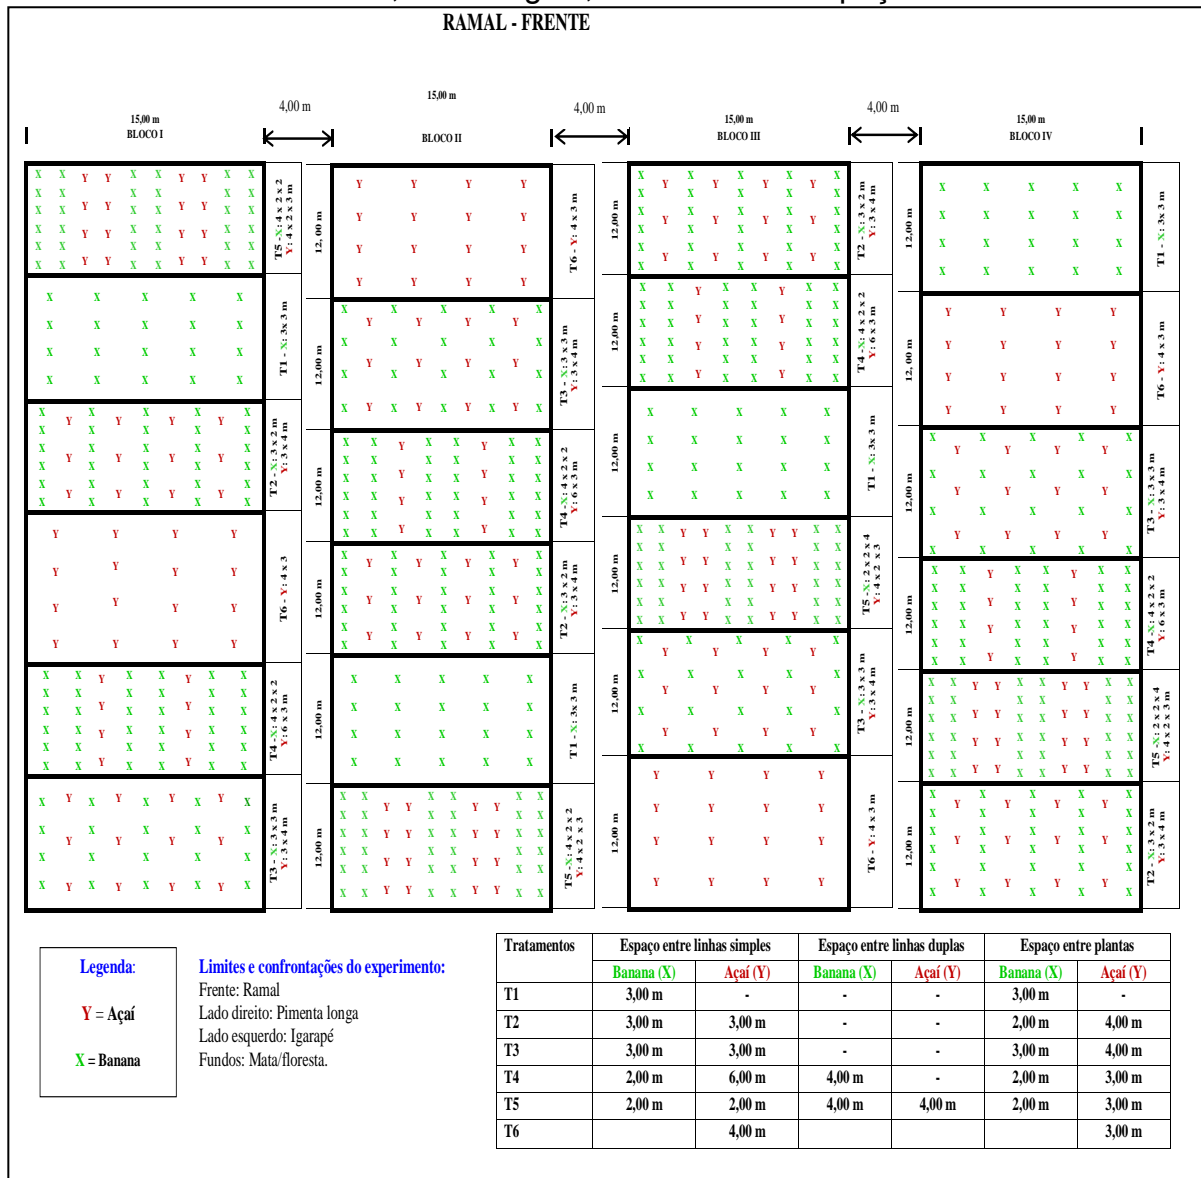 RAMAL - FRENTE
15,00 m
BLOCO I
4,00 m
15,00 m
BLOCO II
4,00 m
15,00 m
BLOCO III
4,00 m
15,00 m
BLOCO IV
T5 -X: 4 x 2 x 2
Y: 4 x 2 x 3 m
T1 - X: 3x 3 m
T2 - X: 3 x 2 m
Y: 3 x 4 m
T6 - Y: 4 x 3
T4 -X: 4 x 2 x 2
Y: 6 x 3 m
T3 - X: 3 x 3 m
Y: 3 x 4 m
12,00 m
12,00 m
12,00 m
12,00 m
12,00 m
12,00 m
T6 - Y: 4 x 3 m
T3 - X: 3 x 3 m
Y: 3 x 4 m
T4 -X: 4 x 2 x 2
Y: 6 x 3 m
T2 - X: 3 x 2 m
Y: 3 x 4 m
T1 - X: 3x 3 m
T5 -X: 4 x 2 x 2
Y: 4 x 2 x 3
12,00 m
12,00 m
12,00 m
12,00 m
12,00 m
12,00 m
T2 - X: 3 x 2 m
Y: 3 x 4 m
T4 -X: 4 x 2 x 2
Y: 6 x 3 m
T1 - X: 3x 3 m
T5 -X: 2 x 2 x 4
Y: 4 x 2 x 3
T3 - X: 3 x 3 m
Y: 3 x 4 m
T6 - Y: 4 x 3 m
12,00 m
12, 00 m
12,00 m
12,00 m
12,00 m
12,00 m
T1 - X: 3x 3 m
T6 - Y: 4 x 3 m
T3 - X: 3 x 3 m
Y: 3 x 4 m
T4 -X: 4 x 2 x 2
Y: 6 x 3 m
T5 -X: 2 x 2 x 4
Y: 4 x 2 x 3 m
T2 - X: 3 x 2 m
Y: 3 x 4 m
Legenda:
Y = Açaí
X = Banana
Limites e confrontações do experimento:
Frente: Ramal
Lado direito: Pimenta longa
Lado esquerdo: Igarapé
Fundos: Mata/floresta.
Tratamentos Espaço entre linhas simples Espaço entre linhas duplas Espaço entre plantas
Banana (X) Açaí (Y) Banana (X) Açaí (Y) Banana (X) Açaí (Y)
T1 3,00 m - - - 3,00 m -
T2 3,00 m 3,00 m - - 2,00 m 4,00 m
T3 3,00 m 3,00 m - - 3,00 m 4,00 m
T4 2,00 m 6,00 m 4,00 m - 2,00 m 3,00 m
T5 2,00 m 2,00 m 4,00 m 4,00 m 2,00 m 3,00 m
T6 4,00 m 3,00 m